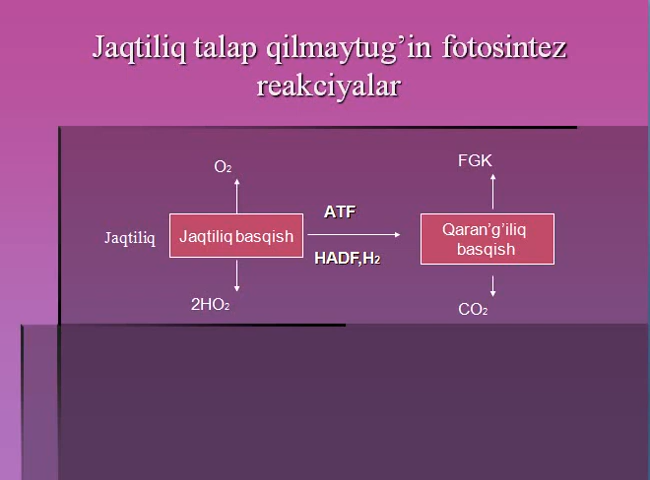 Jaqtiliq talap qilmaytug’in fotosintez
reakciyalar
O2
FGK
ATF
Jaqtiliq
Jaqtiliq basqish
Qaran’g’iliq
basqish
HADF,H2
2HO2
CO2